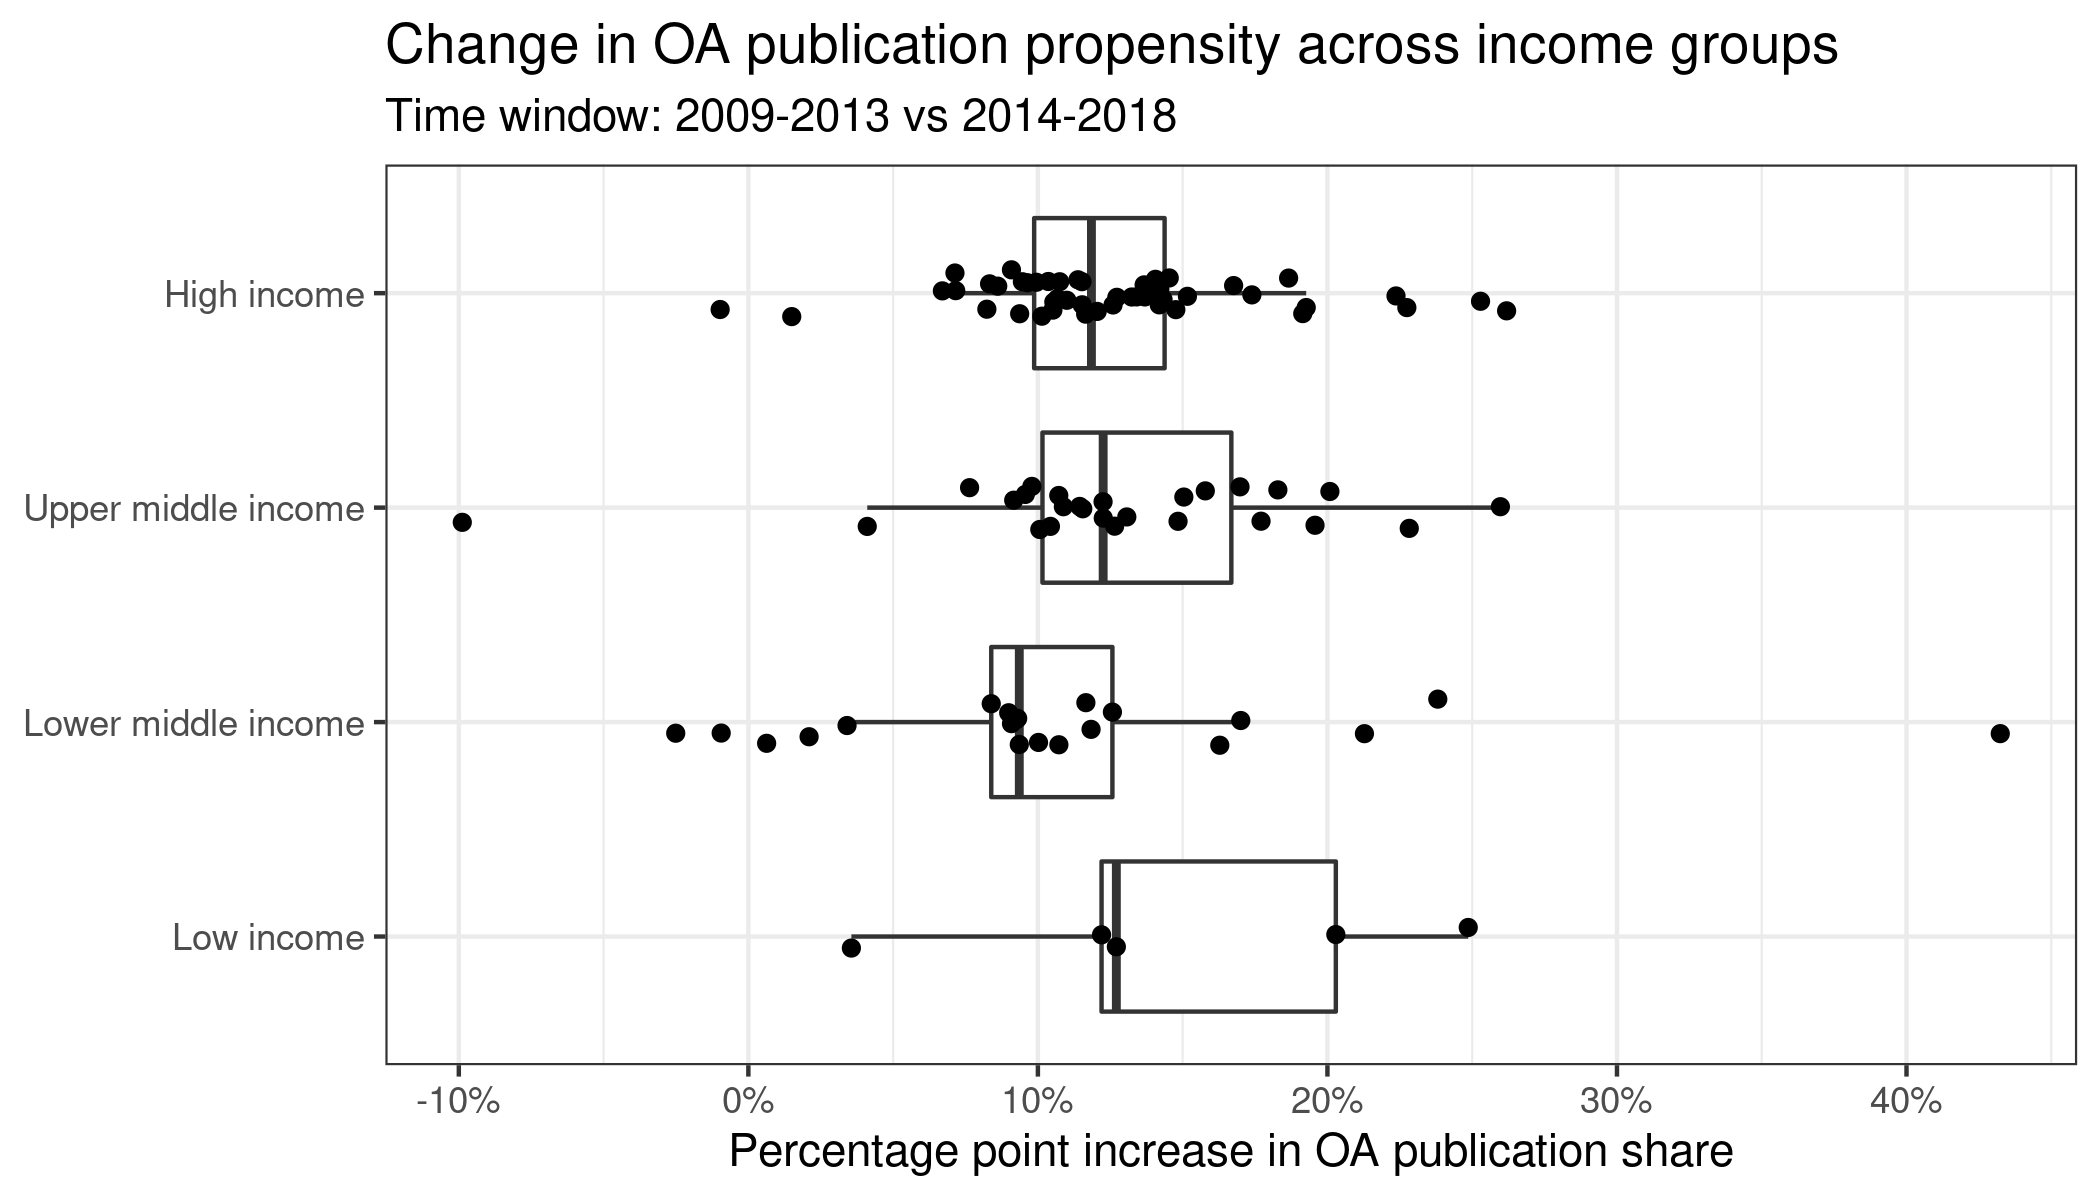 Change in OA publication propensity across income groups
Time window: 2009-2013 vs 2014-2018
High income
Upper middle income
Lower middle income
Low income
-10% 0% 10% 20% 30% 40%
Percentage point increase in OA publication share